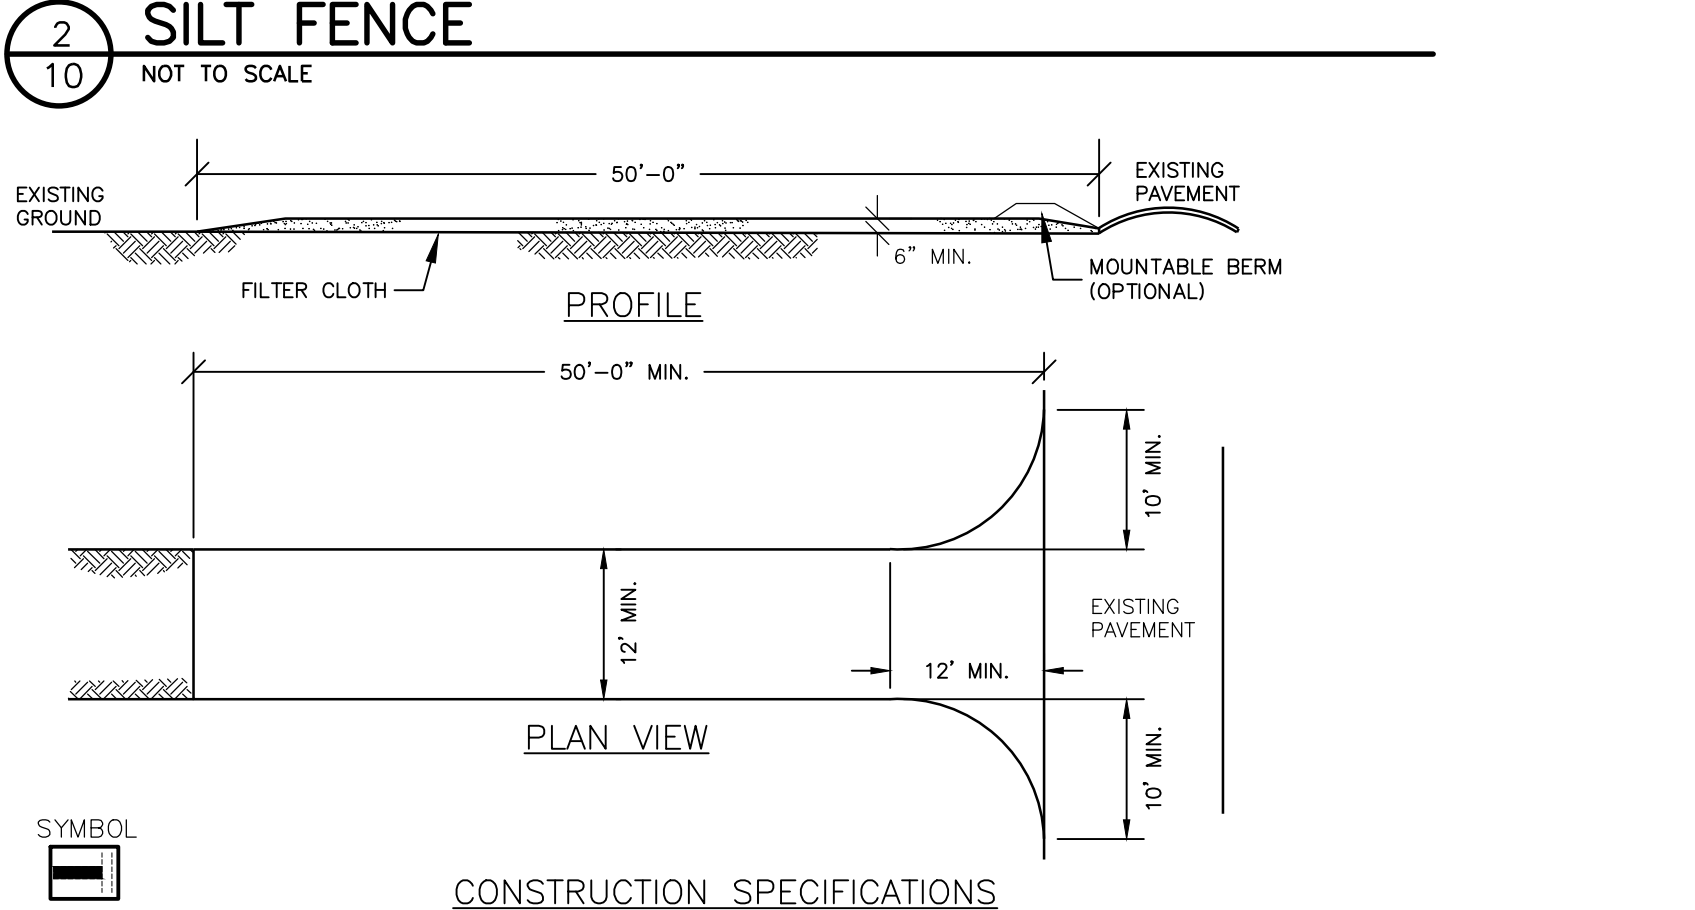 2
10
SILT FENCE
NOT TO SCALE
50'-0"
EXISTING
PAVEMENT
EXISTING
GROUND
6" MIN.
MOUNTABLE BERM
(OPTIONAL)
FILTER CLOTH
PROFILE
50'-0" MIN.
10' MIN.
12' MIN.
EXISTING
PAVEMENT
12' MIN.
PLAN VIEW
10' MIN.
SYMBOL
CONSTRUCTION SPECIFICATIONS